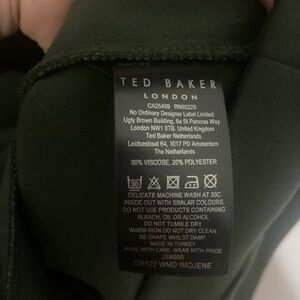 TED BAKER
LONDON
CA25459 RN95229
No Ordinary Designer Label Limited
Ugly Brown Building, 6a St Pancras Way
London NW1 0TB. United Kingdom
Ted Baker Netherlands
Leidsestraat 64, 1017 PD Amsterdam
The Netherlands
80% VISCOSE, 20% POLYESTER
30
DELICATE MACHINE WASH AT 30C
INSIDE OUT WITH SIMILAR COLOURS.
DO NOT USE PRODUCTS CONTAINING
BLEACH, OIL OR ALCOHOL.
DO NOT TUMBLE DRY.
WARM IRON DO NOT DRY CLEAN.
RE-SHAPE WHILST DAMP
MADE IN TURKEY
MADE WITH CARE, WEAR WITH PRIDE
206895
256122 WMD IMOJENE